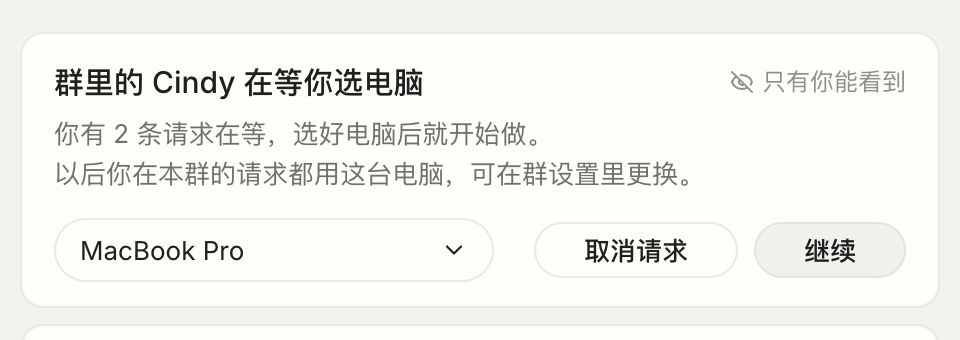 群里的 Cindy 在等你选电脑
只有你能看到
你有 2 条请求在等，选好电脑后就开始做。
以后你在本群的请求都用这台电脑，可在群设置里更换。
MacBook Pro
取消请求
继续